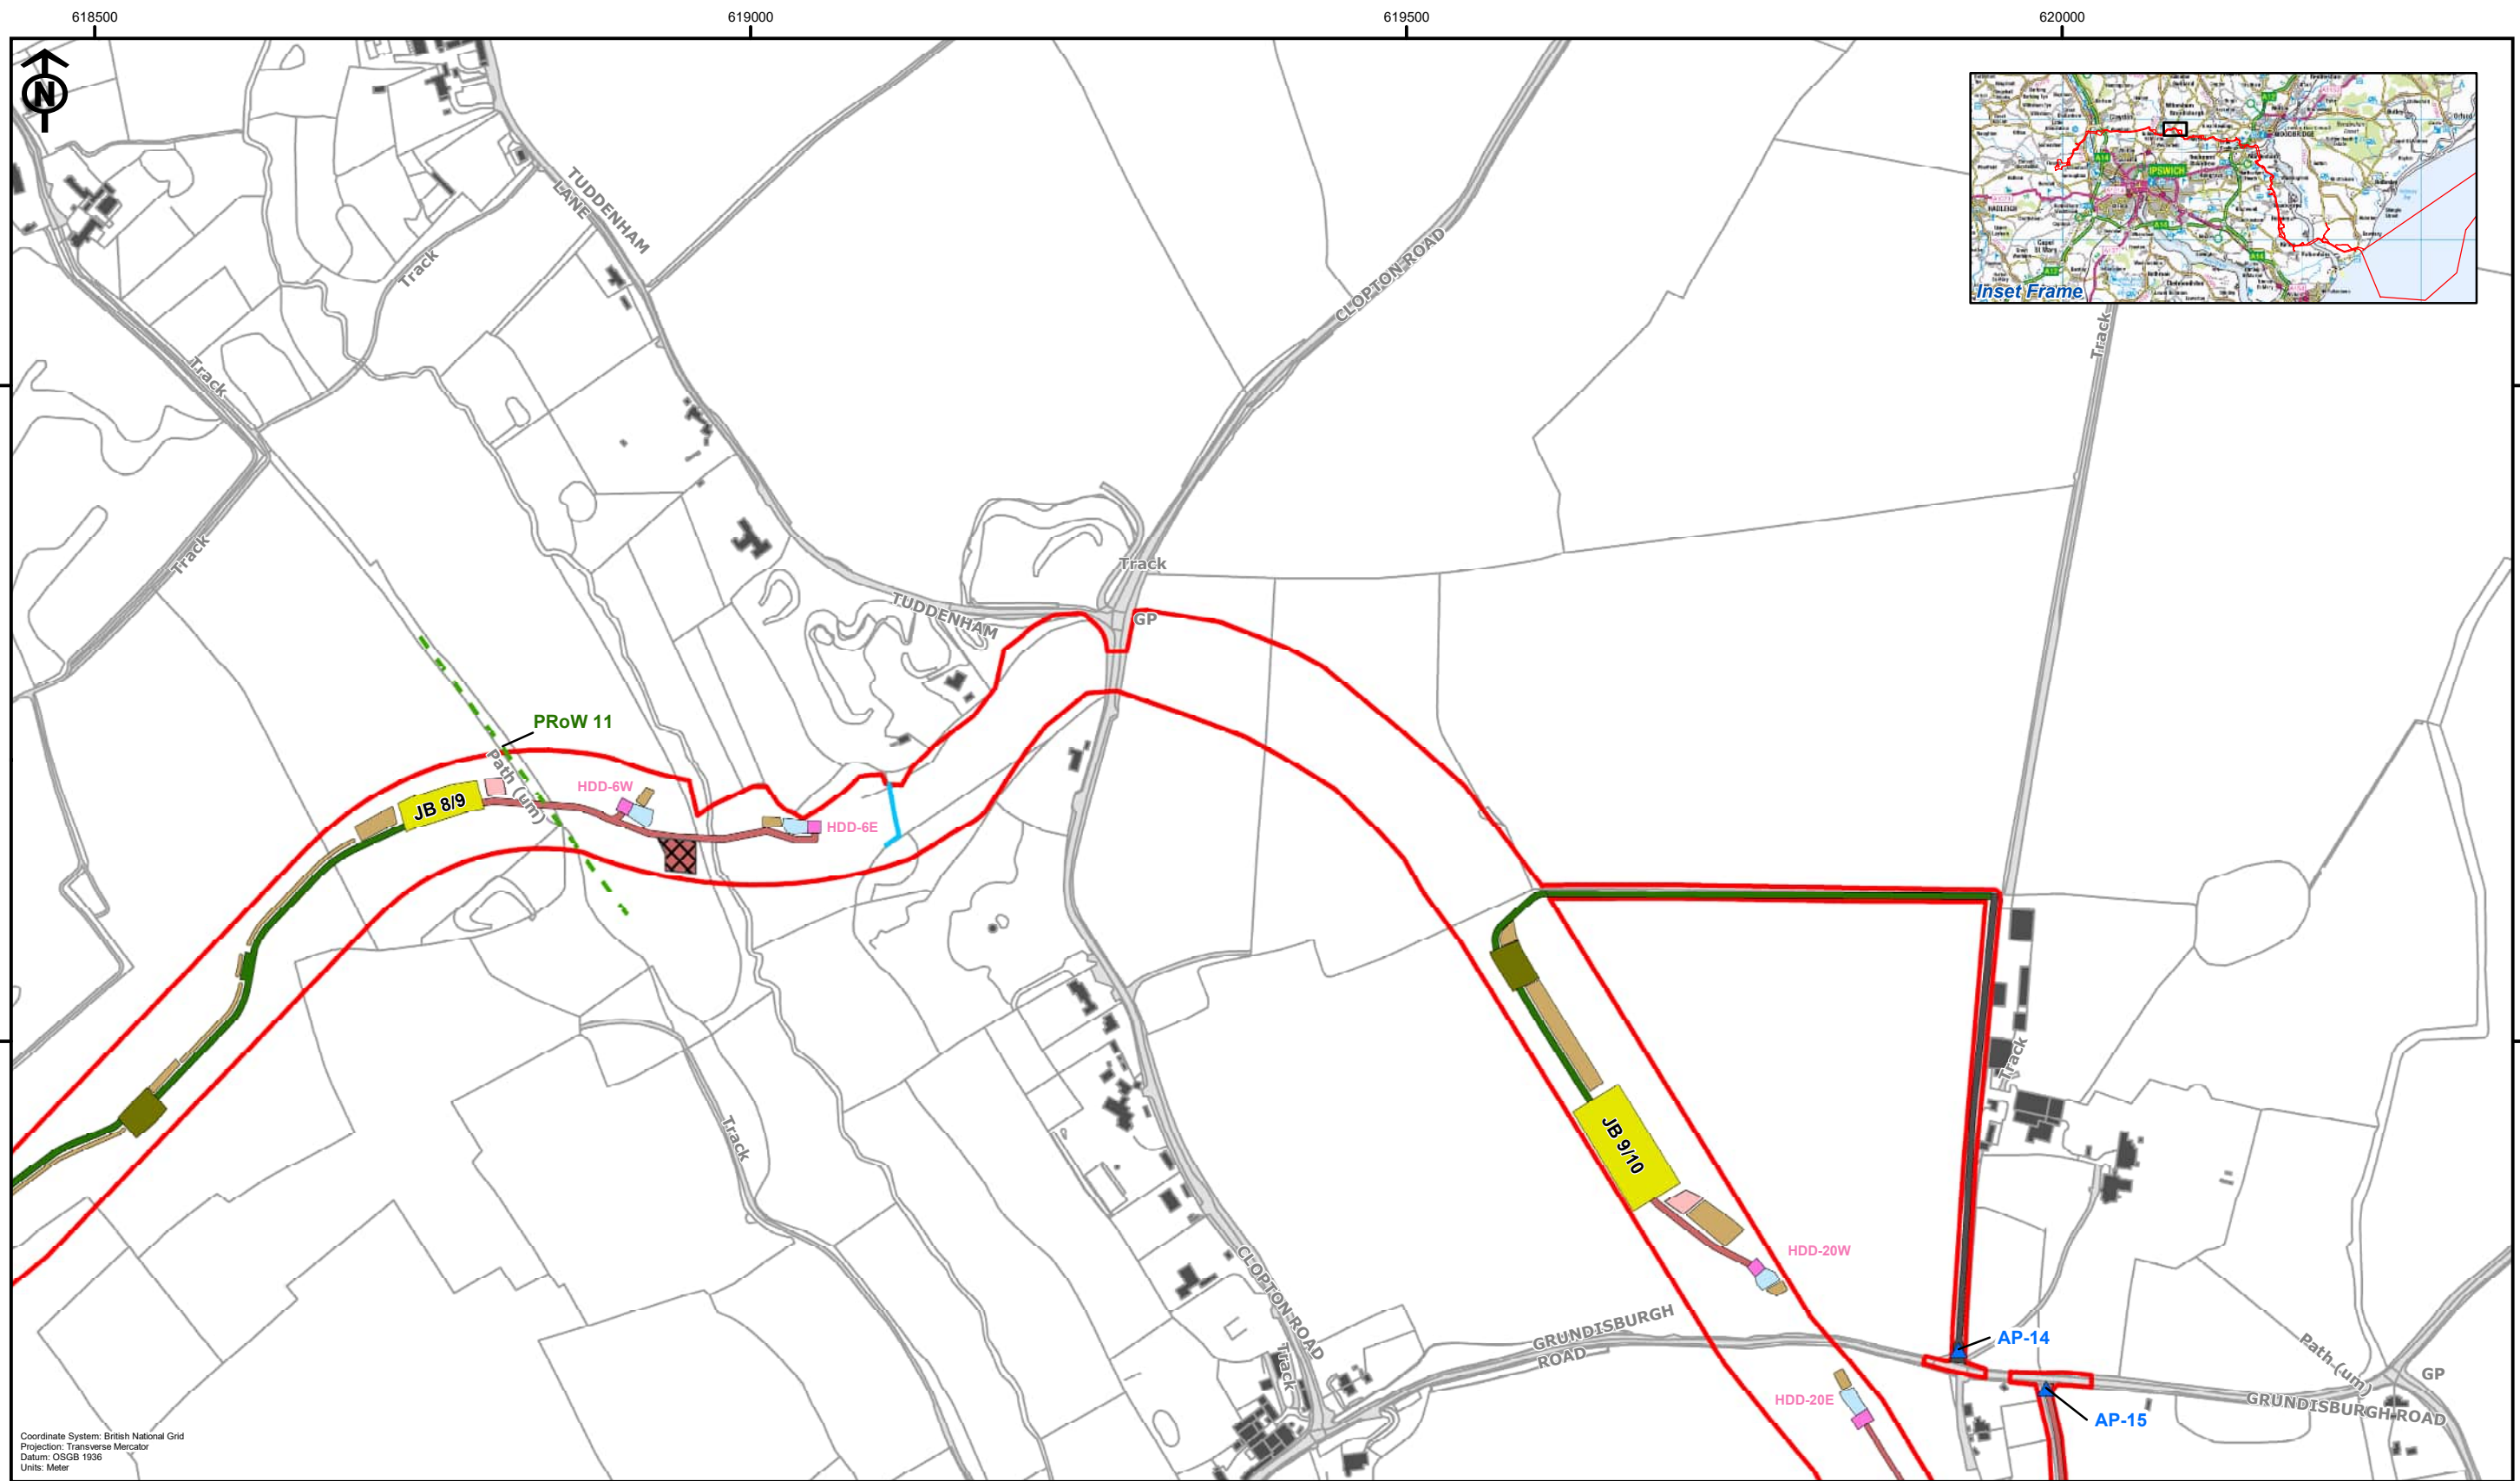 618500
619000
619500
620000
N
TUDDENHAM
LANE
Track
CLOPTON ROAD
IPSWICH
WOODBRIDGE
HADLEIGH
A14
A12
Inset Frame
Track
Track
Track
Track
GP
TUDDENHAM
PRoW 11
Path (um)
HDD-6W
JB 8/9
HDD-6E
Track
Track
JB 9/10
HDD-20W
CLOPTON ROAD
Track
GRUNDISBURGH
ROAD
AP-14
Path (um)
GP
HDD-20E
AP-15
GRUNDISBURGH ROAD
Coordinate System: British National Grid
Projection: Transverse Mercator
Datum: OSGB 1936
Units: Meter